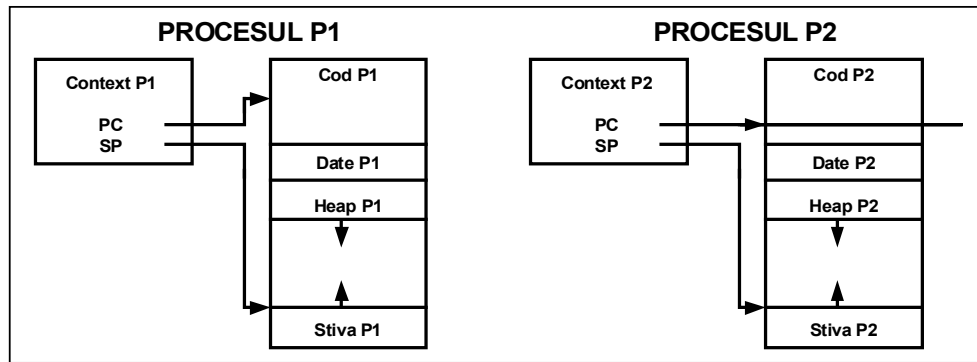 PROCESUL P1
Context P1
PC
SP
Cod P1
Date P1
Heap P1
Stiva P1
PROCESUL P2
Context P2
PC
SP
Cod P2
Date P2
Heap P2
Stiva P2